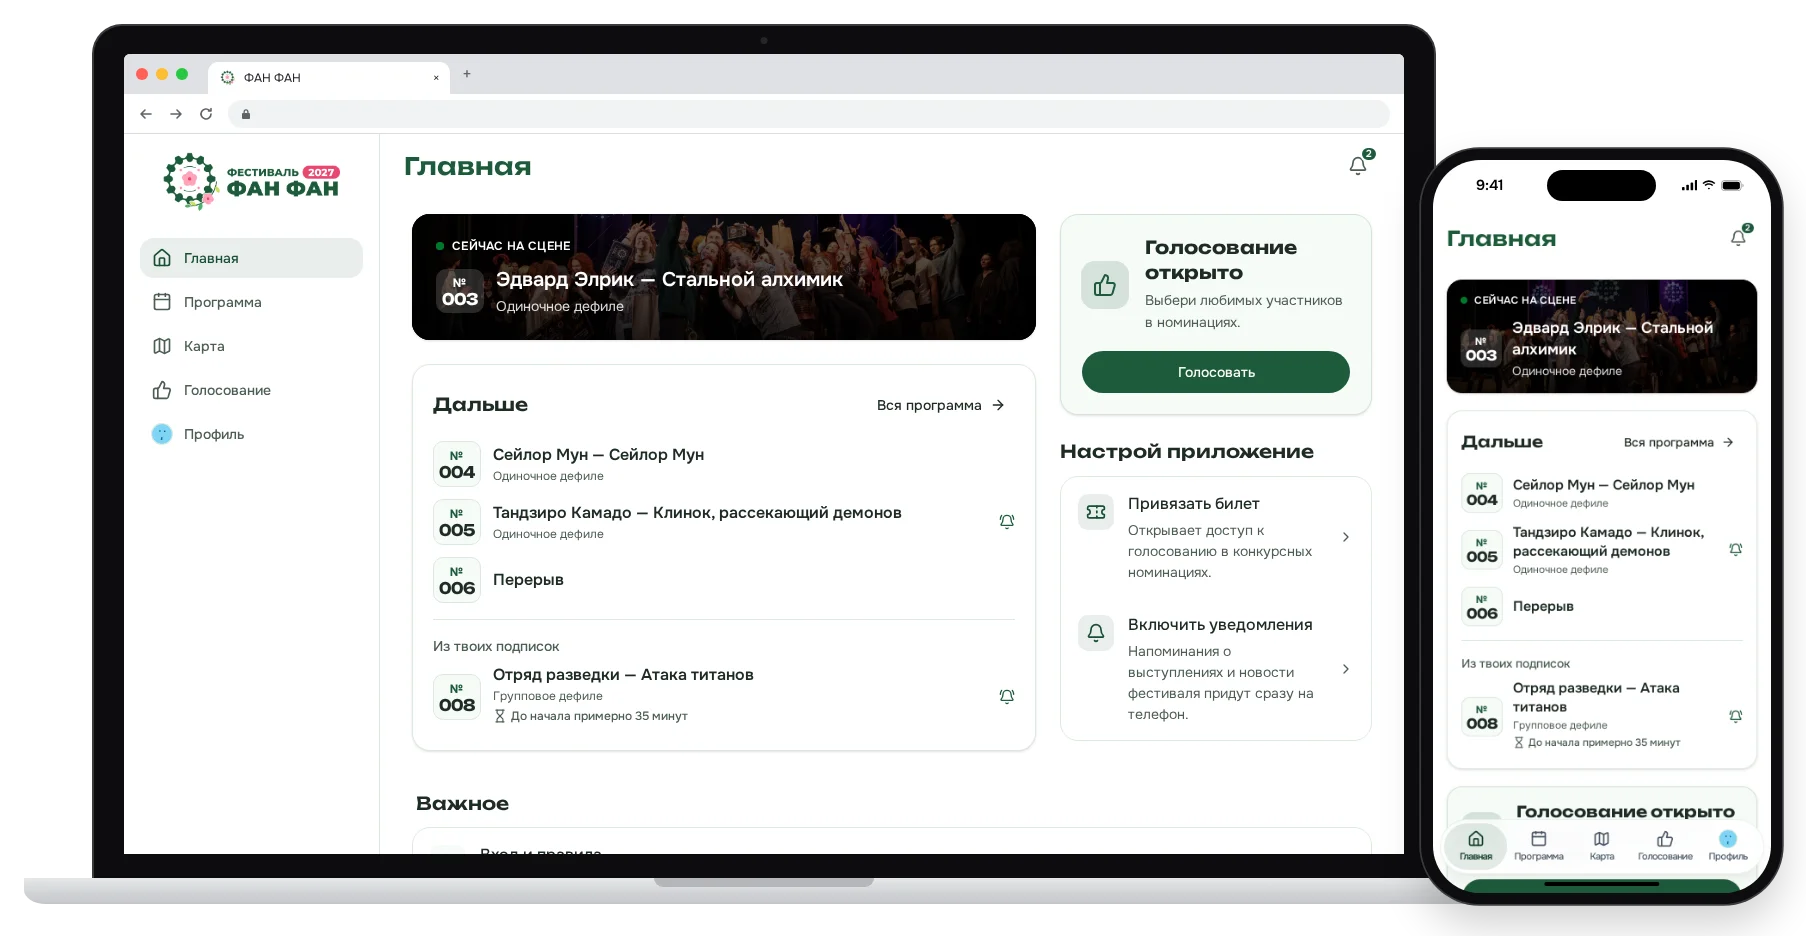 ФАН ФАН
ФЕСТИВАЛЬ 2027
ФАН ФАН
Главная
Программа
Карта
Голосование
Профиль
Главная
2
СЕЙЧАС НА СЦЕНЕ
№
003
Эдвард Элрик — Стальной алхимик
Одиночное дефиле
Дальше
Вся программа
№
004
Сейлор Мун — Сейлор Мун
Одиночное дефиле
№
005
Тандзиро Камадо — Клинок, рассекающий демонов
Одиночное дефиле
№
006
Перерыв
Из твоих подписок
№
008
Отряд разведки — Атака титанов
Групповое дефиле
До начала примерно 35 минут
Голосование
открыто
Выбери любимых участников
в номинациях.
Голосовать
Настрой приложение
Привязать билет
Открывает доступ к
голосованию в конкурсных
номинациях.
Включить уведомления
Напоминания о
выступлениях и новости
фестиваля придут сразу на
телефон.
Важное
Вход и правила
9:41
Главная
2
СЕЙЧАС НА СЦЕНЕ
№
003
Эдвард Элрик — Стальной
алхимик
Одиночное дефиле
Дальше
Вся программа
№
004
Сейлор Мун — Сейлор Мун
Одиночное дефиле
№
005
Тандзиро Камадо — Клинок,
рассекающий демонов
Одиночное дефиле
№
006
Перерыв
Из твоих подписок
№
008
Отряд разведки — Атака
титанов
Групповое дефиле
До начала примерно 35 минут
Голосование открыто
Главная
Программа
Карта
Голосование
Профиль